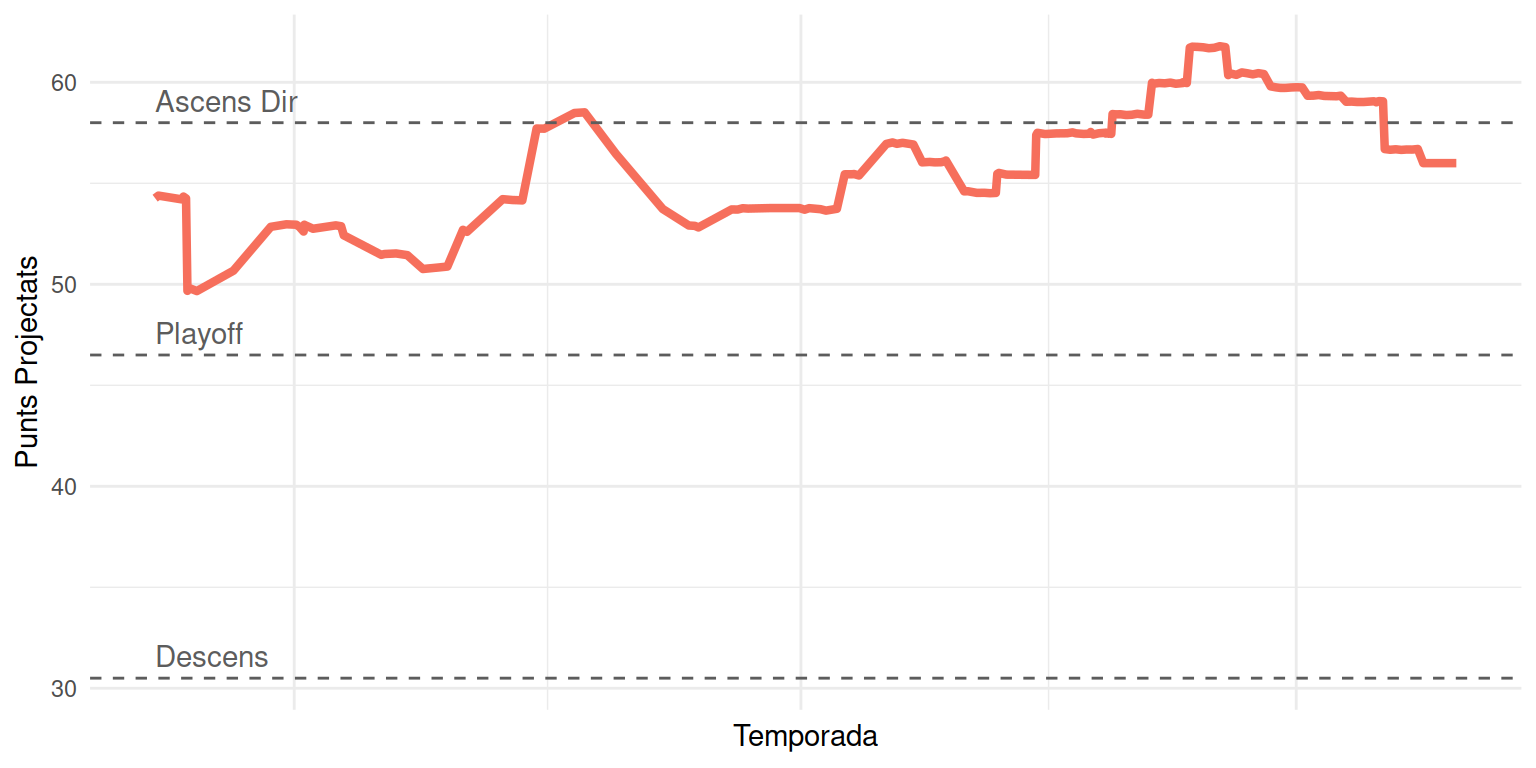 60
Ascens Dir
50
Playoff
40
Descens
30
Punts Projectats
Temporada